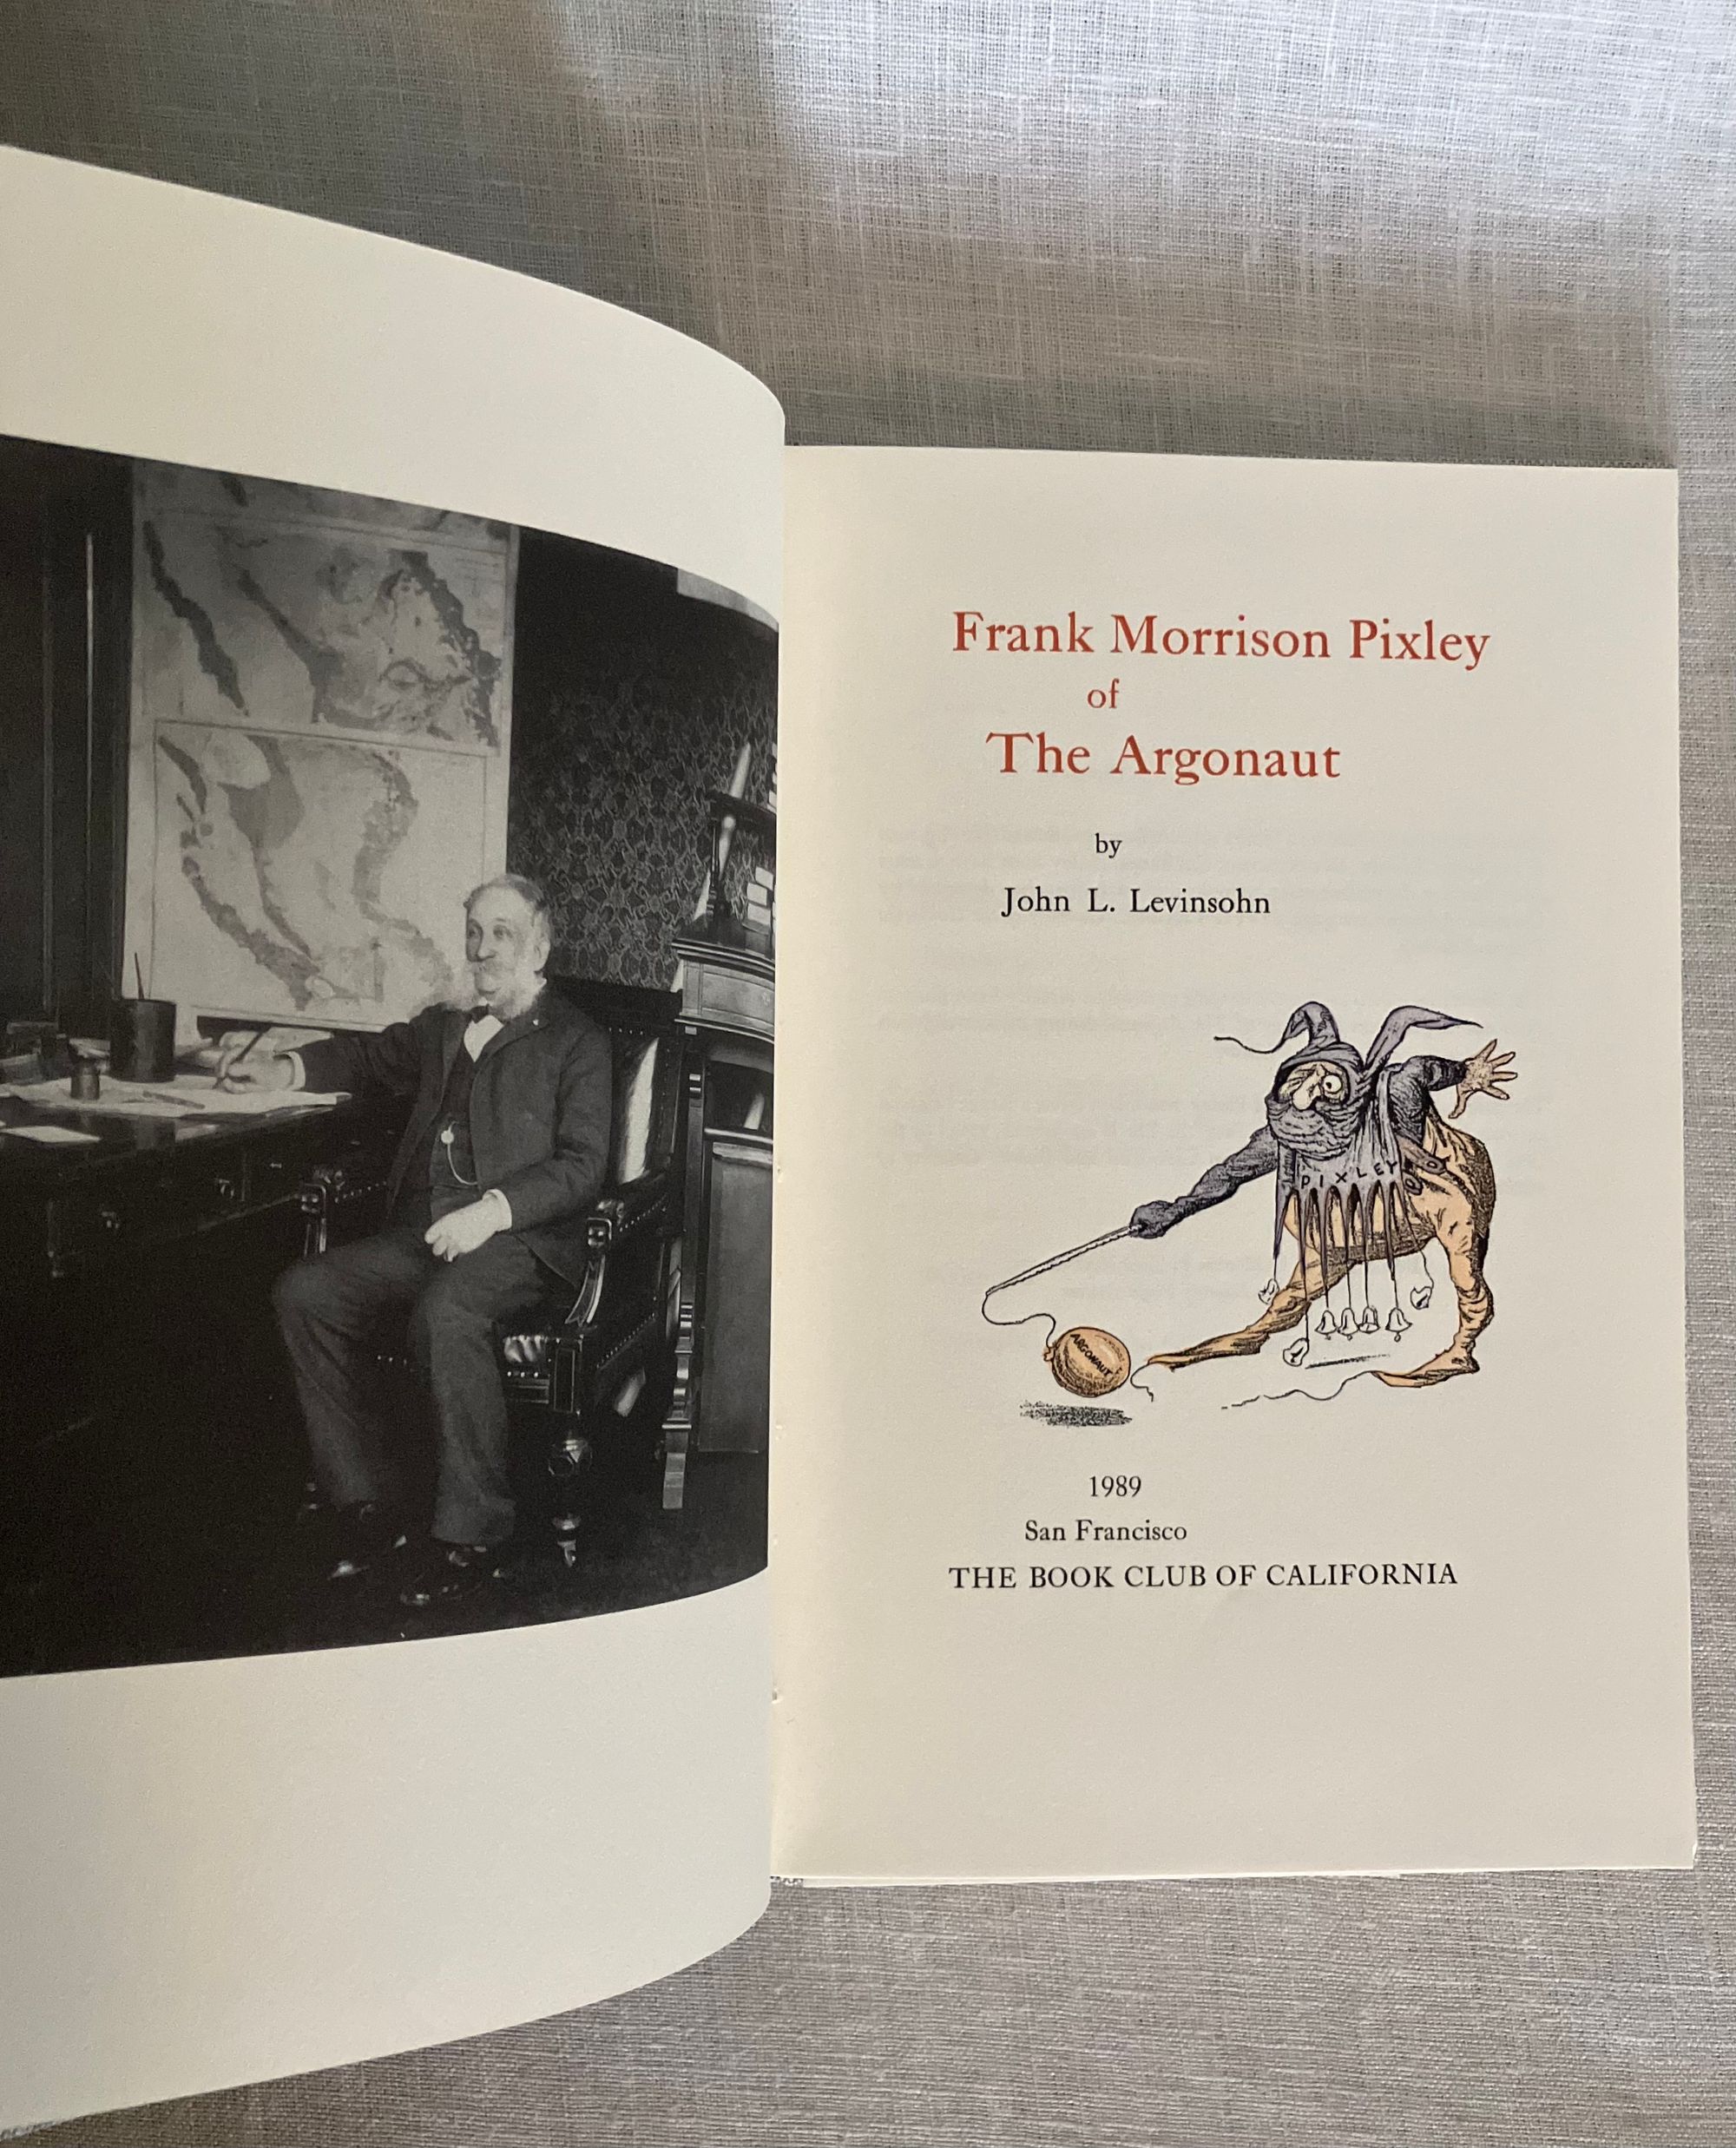 Frank Morrison Pixley
of
The Argonaut
by
John L. Levinsohn
PIXLEY
ARGONAUT
1989
San Francisco
THE BOOK CLUB OF CALIFORNIA